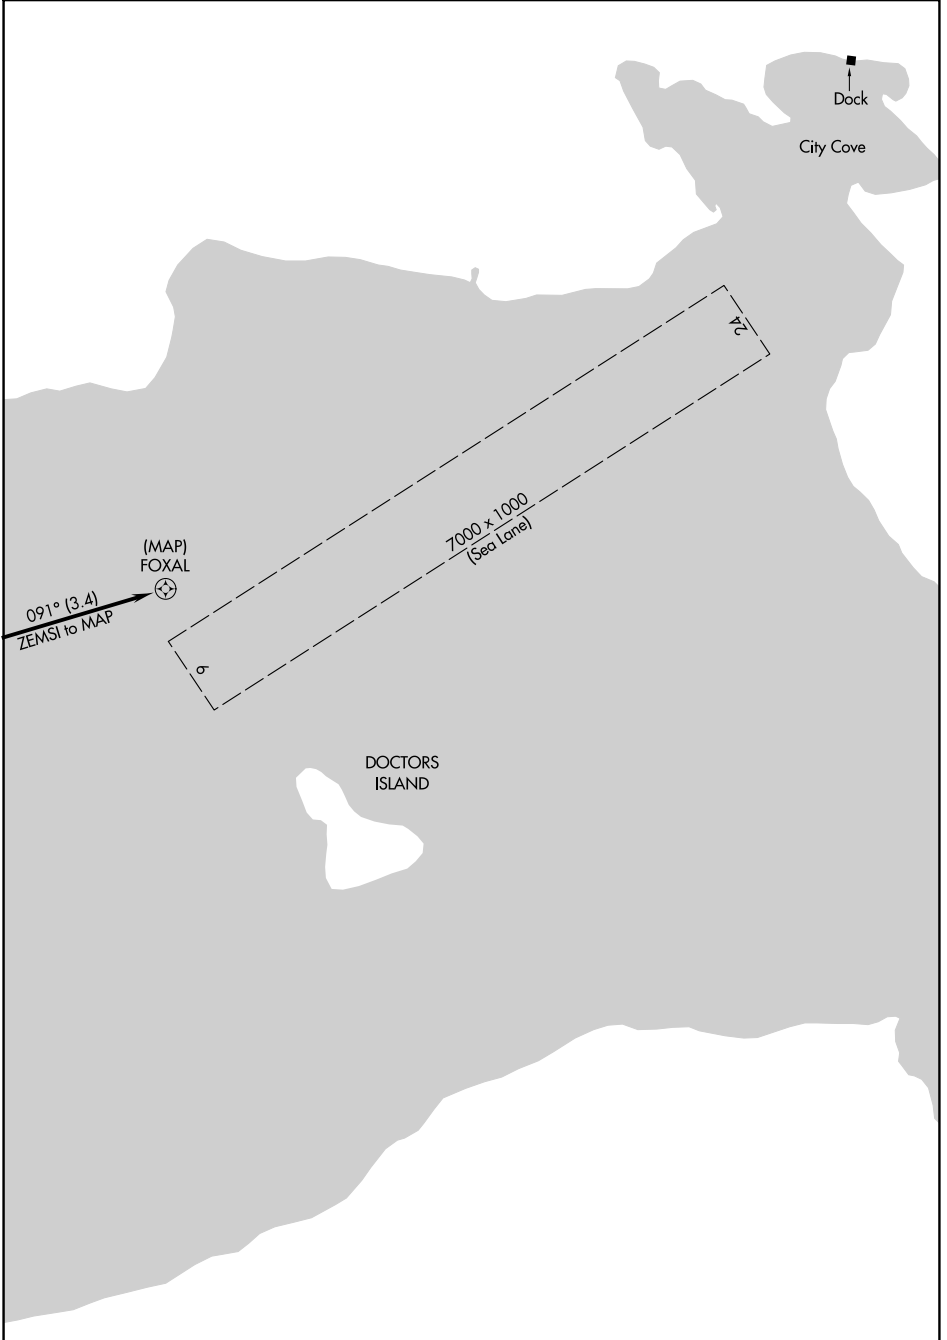 Dock
City Cove
24
7000 x 1000
(Sea Lane)
(MAP)
FOXAL
091° (3.4)
ZEMSI to MAP
6
DOCTORS
ISLAND